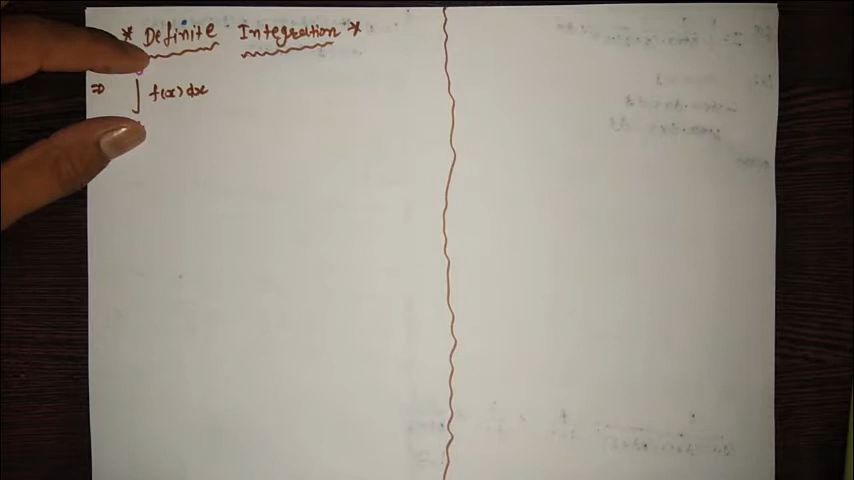 * Definite Integration *
⇒ ∫ f(x) dx